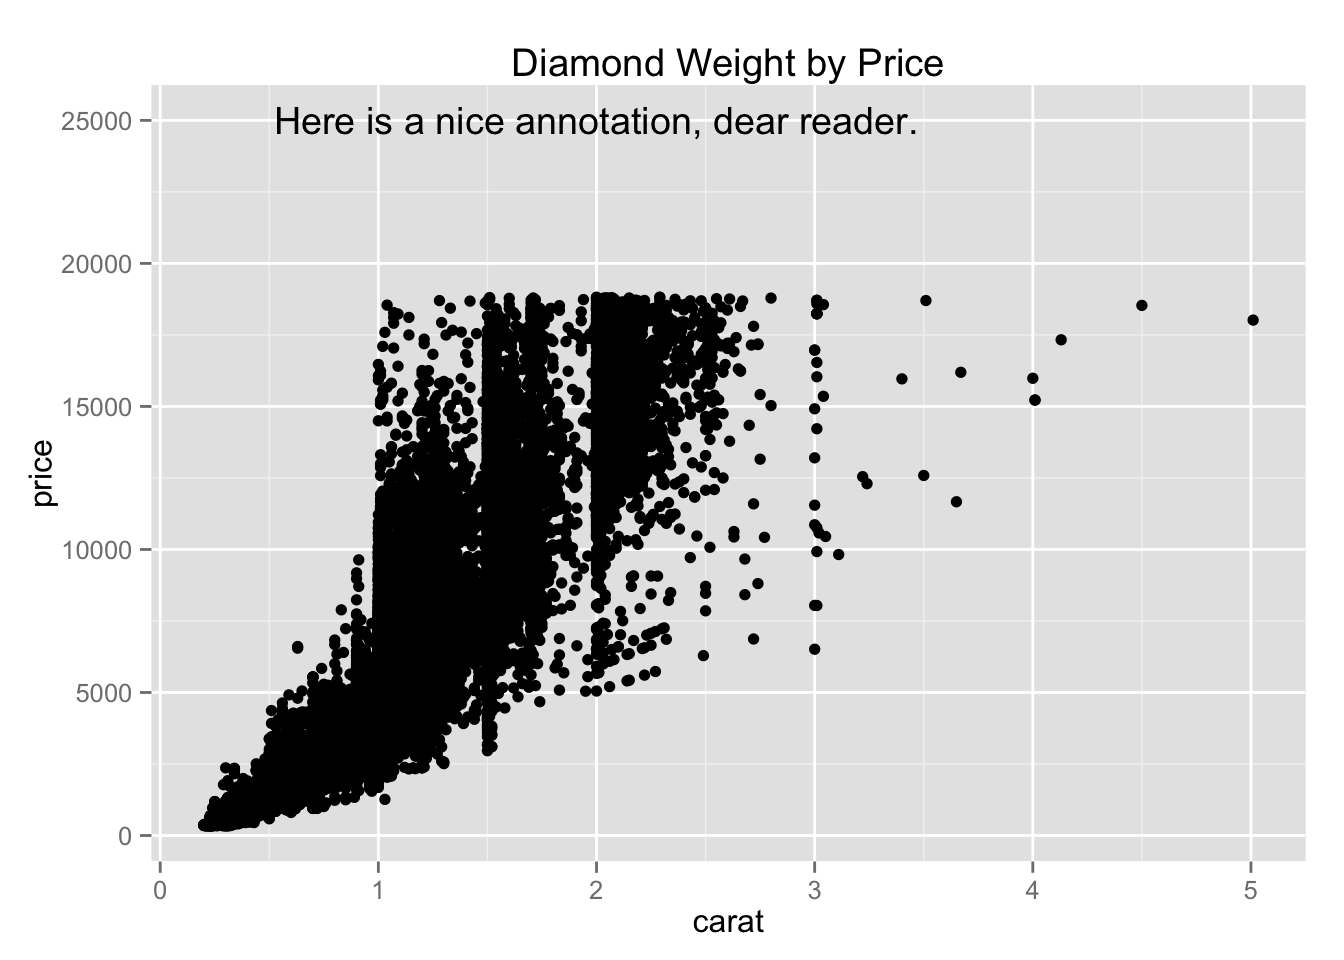 Diamond Weight by Price
Here is a nice annotation, dear reader.
25000
20000
15000
10000
5000
0
price
0 1 2 3 4 5
carat